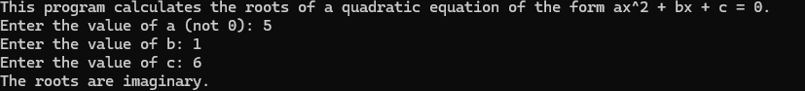 This program calculates the roots of a quadratic equation of the form ax^2 + bx + c = 0.
Enter the value of a (not 0): 5
Enter the value of b: 1
Enter the value of c: 6
The roots are imaginary.